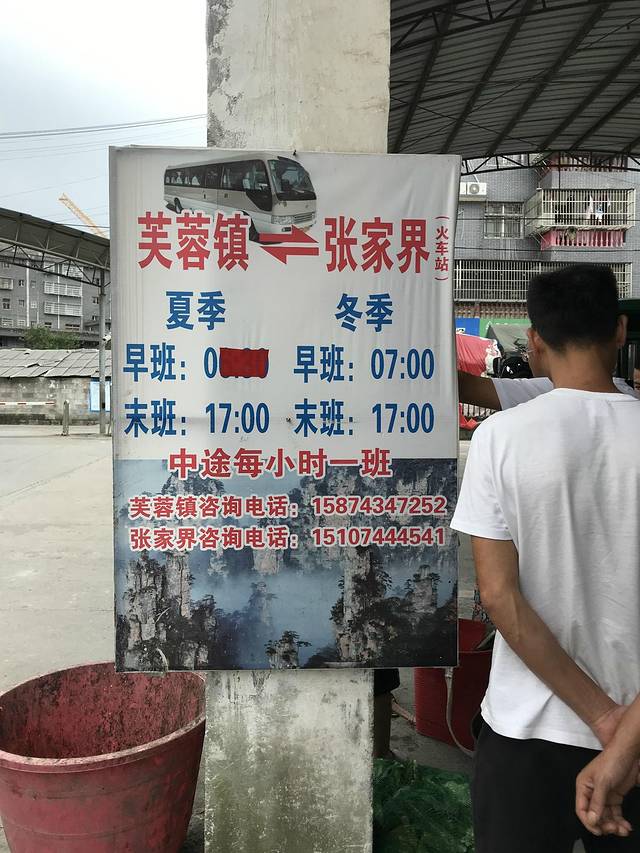 芙蓉镇 张家界(火车站)
夏季 冬季
早班：0 早班：07:00
末班：17:00 末班：17:00
中途每小时一班
芙蓉镇咨询电话：15874347252
张家界咨询电话：15107444541